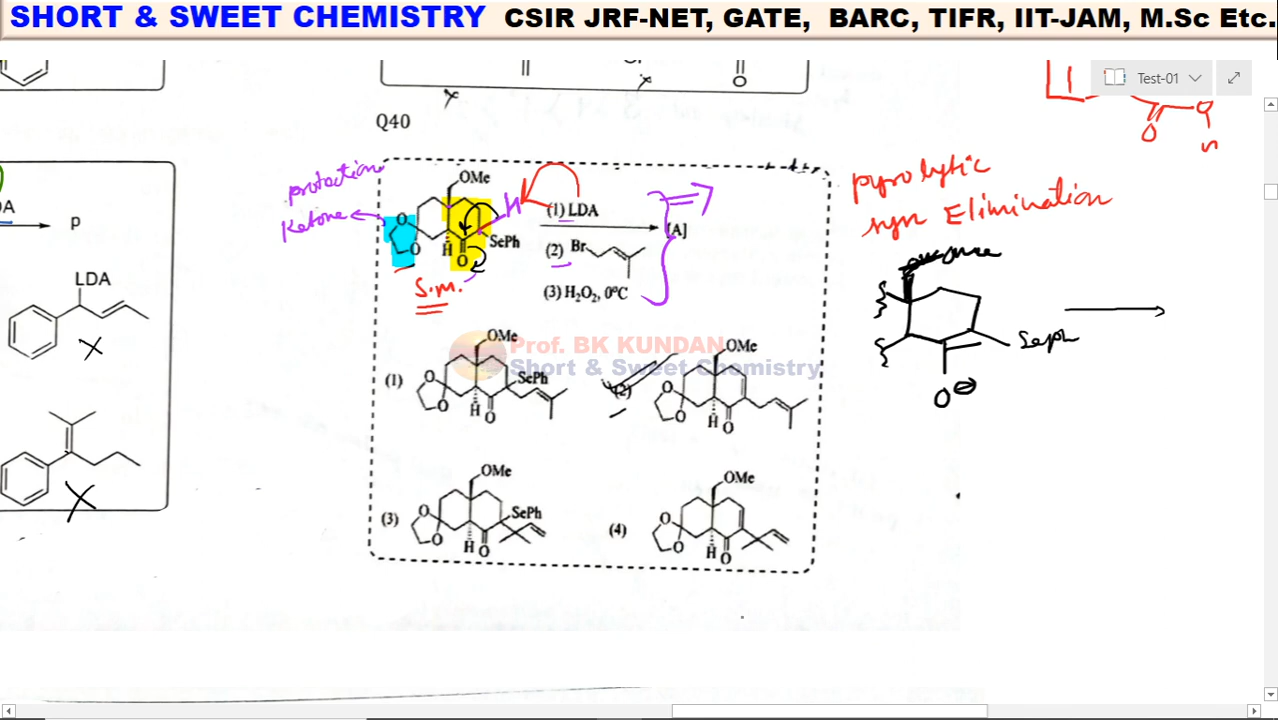 SHORT & SWEET CHEMISTRY CSIR JRF-NET, GATE, BARC, TIFR, IIT-JAM, M.Sc Etc.
Test-01
O
O
n
Q40
DA
p
LDA
protection
Ketone
OMe
H
O
O
H
O
SePh
S.m.
(1) LDA
(2) Br
(3) H₂O₂, 0°C
[A]
pyrolytic
syn Elimination
SePh
O⊖
Prof. BK KUNDAN
Short & Sweet Chemistry
(1)
OMe
SePh
O
O
H
O
(2)
OMe
O
O
H
O
(3)
OMe
SePh
O
O
H
O
(4)
OMe
O
O
H
O